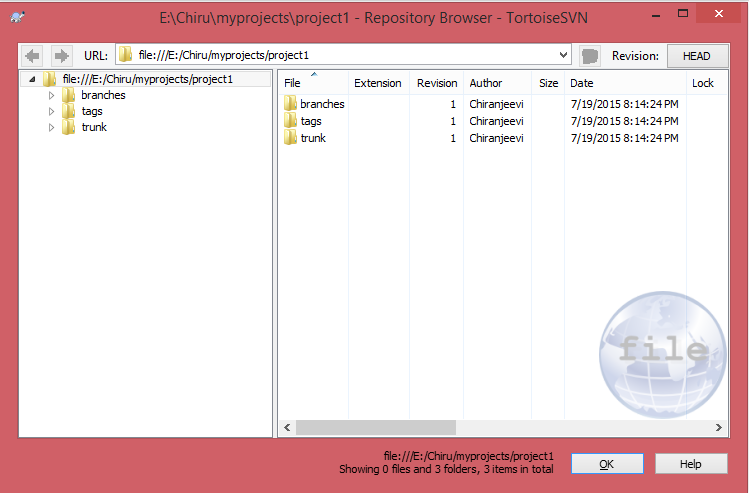 E:\Chiru\myprojects\project1 - Repository Browser - TortoiseSVN
URL: file:///E:/Chiru/myprojects/project1 Revision: HEAD
file:///E:/Chiru/myprojects/project1
branches
tags
trunk
File Extension Revision Author Size Date Lock
branches 1 Chiranjeevi 7/19/2015 8:14:24 PM
tags 1 Chiranjeevi 7/19/2015 8:14:24 PM
trunk 1 Chiranjeevi 7/19/2015 8:14:24 PM
file
file:///E:/Chiru/myprojects/project1
Showing 0 files and 3 folders, 3 items in total
OK Help